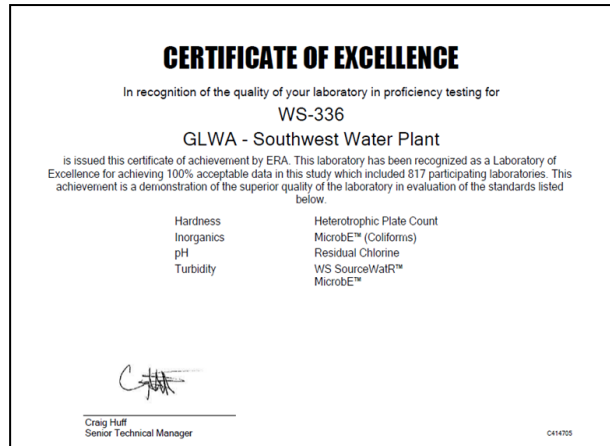 CERTIFICATE OF EXCELLENCE
In recognition of the quality of your laboratory in proficiency testing for
WS-336
GLWA - Southwest Water Plant
is issued this certificate of achievement by ERA. This laboratory has been recognized as a Laboratory of
Excellence for achieving 100% acceptable data in this study which included 817 participating laboratories. This
achievement is a demonstration of the superior quality of the laboratory in evaluation of the standards listed
below.
Hardness Heterotrophic Plate Count
Inorganics MicrobE™ (Coliforms)
pH Residual Chlorine
Turbidity WS SourceWatR™
MicrobE™
Craig Huff
Senior Technical Manager
C414705